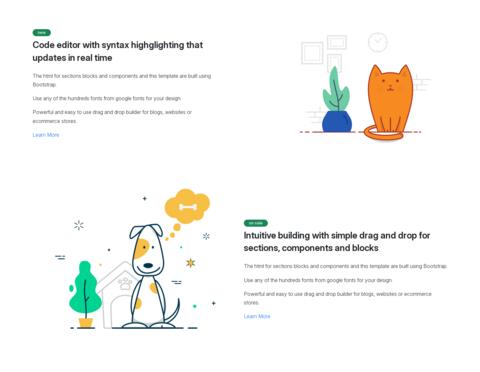 Code editor with syntax highglighting that
updates in real time
The html for sections blocks and components and this template are built using
Bootstrap.
Use any of the hundreds fonts from google fonts for your design
Powerful and easy to use drag and drop builder for blogs, websites or
ecommerce stores.
Learn More
Intuitive building with simple drag and drop for
sections, components and blocks
The html for sections blocks and components and this template are built using Bootstrap.
Use any of the hundreds fonts from google fonts for your design
Powerful and easy to use drag and drop builder for blogs, websites or ecommerce
stores.
Learn More